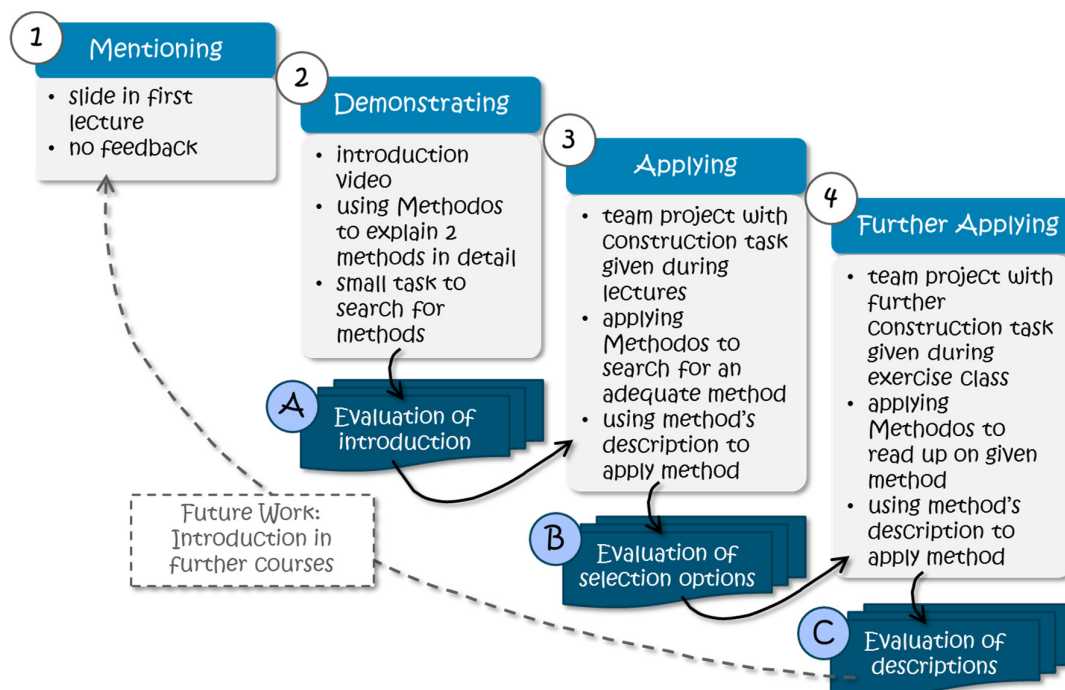 1
Mentioning
• slide in first
lecture
• no feedback
2
Demonstrating
• introduction
video
• using Methodos
to explain 2
methods in detail
• small task to
search for
methods
A
Evaluation of
introduction
3
Applying
• team project with
construction task
given during
lectures
• applying
Methodos to
search for an
adequate method
• using method's
description to
apply method
B
Evaluation of
selection options
4
Further Applying
• team project with
further
construction task
given during
exercise class
• applying
Methodos to
read up on given
method
• using method's
description to
apply method
C
Evaluation of
descriptions
Future Work:
Introduction in
further courses